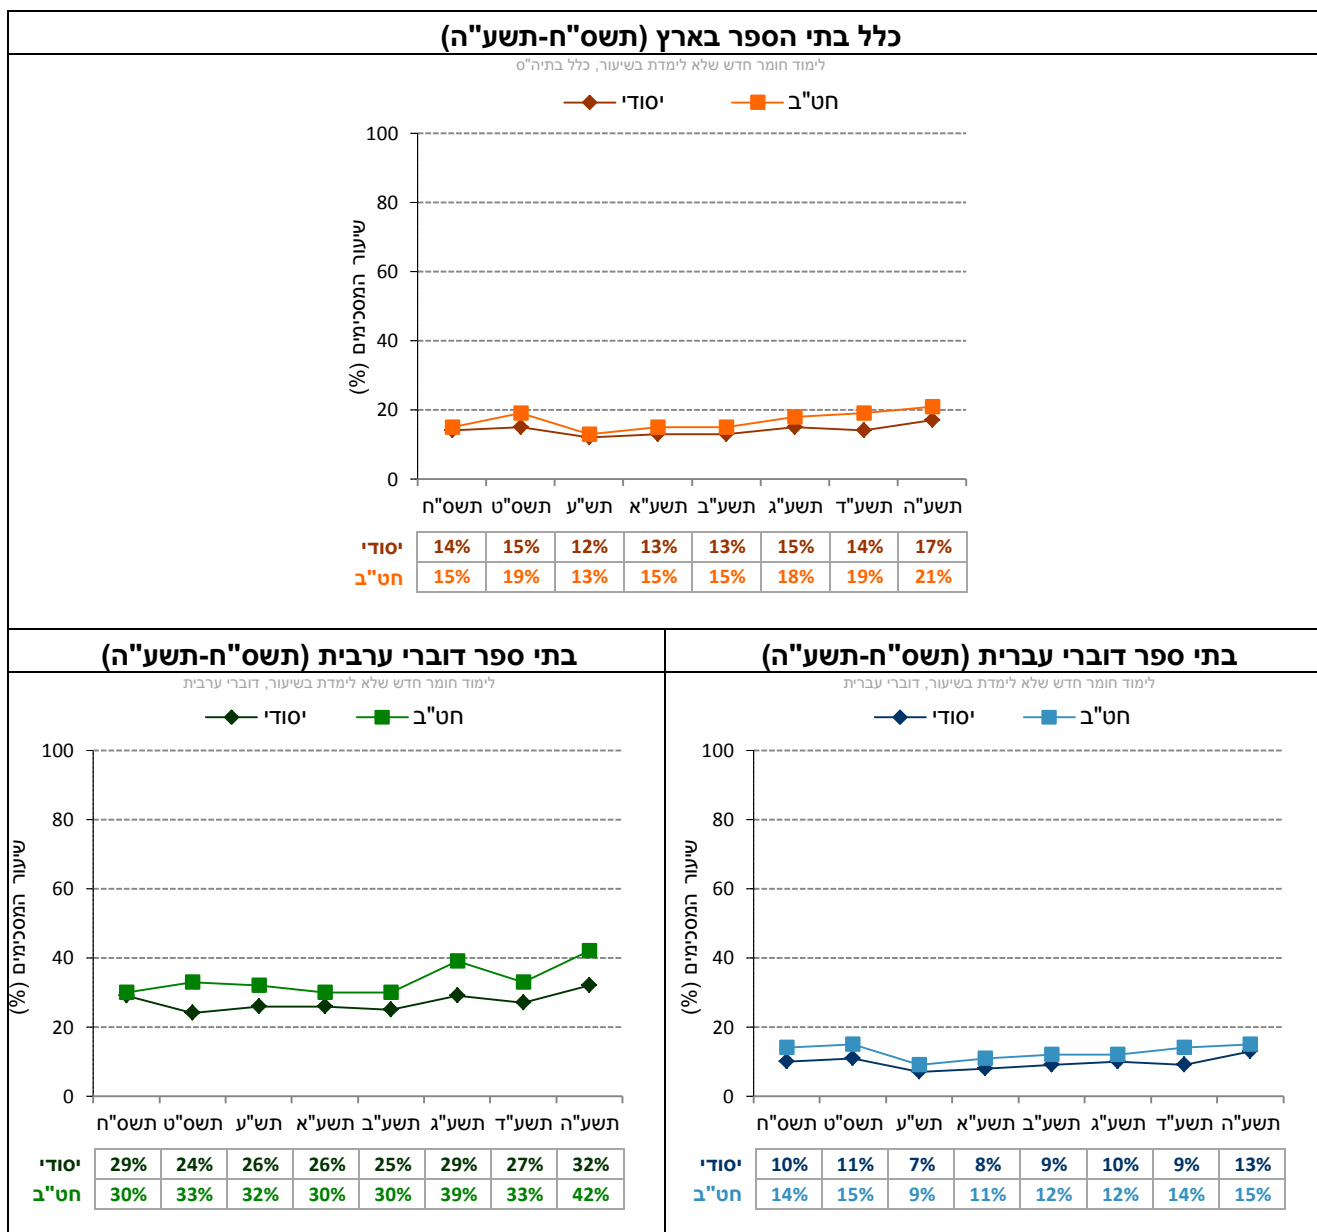 כלל בתי הספר בארץ (תשס"ח-תשע"ה)
לימוד חומר חדש שלא לימדת בשיעור, כלל בתיה"ס
יסודי חט"ב
שיעור המסכימים (%)
100
80
60
40
20
0
תשס"ח תשס"ט תש"ע תשע"א תשע"ב תשע"ג תשע"ד תשע"ה
יסודי 14% 15% 12% 13% 13% 15% 14% 17%
חט"ב 15% 19% 13% 15% 15% 18% 19% 21%
בתי ספר דוברי עברית (תשס"ח-תשע"ה)
לימוד חומר חדש שלא לימדת בשיעור, דוברי עברית
יסודי חט"ב
שיעור המסכימים (%)
100
80
60
40
20
0
תשס"ח תשס"ט תש"ע תשע"א תשע"ב תשע"ג תשע"ד תשע"ה
יסודי 10% 11% 7% 8% 9% 10% 9% 13%
חט"ב 14% 15% 9% 11% 12% 12% 14% 15%
בתי ספר דוברי ערבית (תשס"ח-תשע"ה)
לימוד חומר חדש שלא לימדת בשיעור, דוברי ערבית
יסודי חט"ב
שיעור המסכימים (%)
100
80
60
40
20
0
תשס"ח תשס"ט תש"ע תשע"א תשע"ב תשע"ג תשע"ד תשע"ה
יסודי 29% 24% 26% 26% 25% 29% 27% 32%
חט"ב 30% 33% 32% 30% 30% 39% 33% 42%